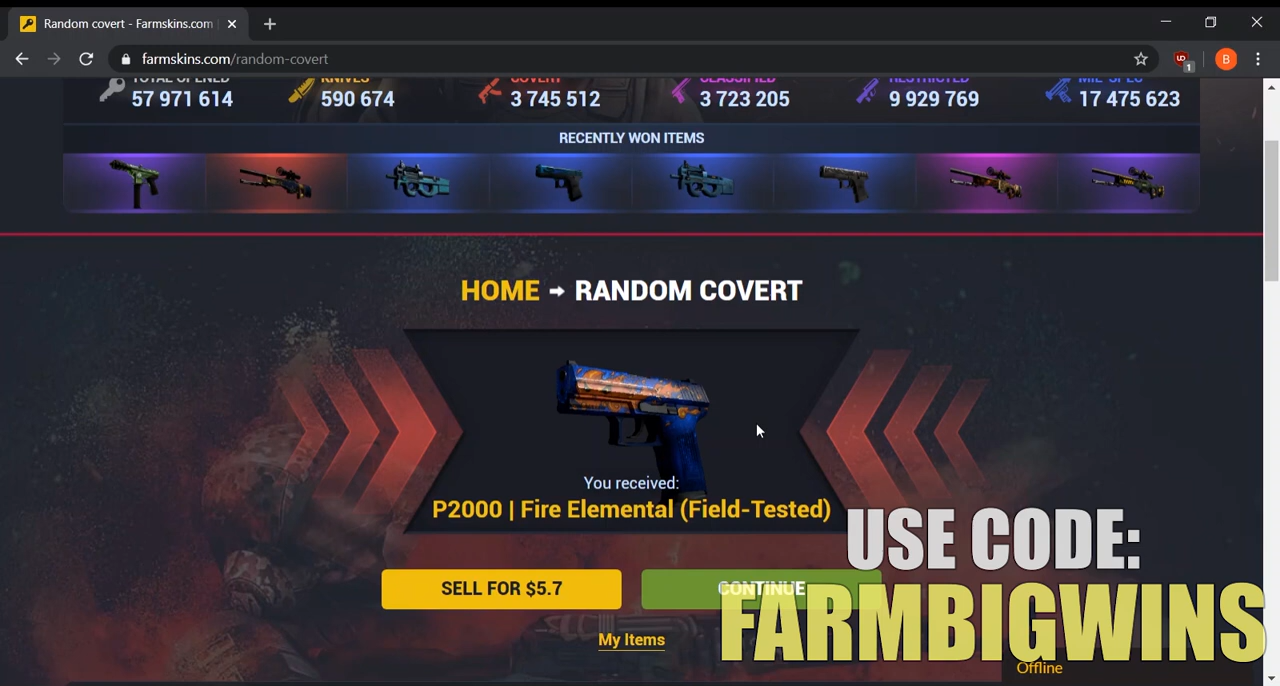 Random covert - Farmskins.com
farmskins.com/random-covert
UD
1
B
TOTAL OPENED
57 971 614
KNIVES
590 674
COVERT
3 745 512
CLASSIFIED
3 723 205
RESTRICTED
9 929 769
MIL-SPEC
17 475 623
RECENTLY WON ITEMS
HOME → RANDOM COVERT
You received:
P2000 | Fire Elemental (Field-Tested)
SELL FOR $5.7
CONTINUE
My Items
USE CODE:
FARMBIGWINS
Offline